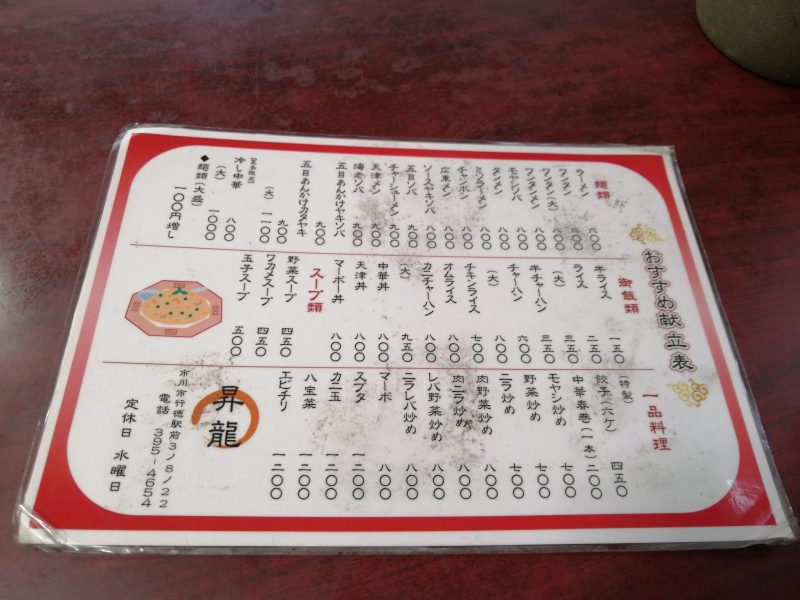 おすすめ献立表
麺類
ラーメン 六〇〇
ワンタン 六〇〇
ワンタン(大) 八〇〇
ワンタンメン 八〇〇
モヤシソバ 八〇〇
タンメン 八〇〇
ミソラーメン 八〇〇
チャンポン 八〇〇
広東メン 八〇〇
ソースヤキソバ 八〇〇
五目ソバ 九〇〇
チャーシューメン 九〇〇
天津メン 九〇〇
海老ソバ 九〇〇
五目あんかけヤキソバ 九〇〇
五目あんかけカタヤキ 九〇〇
(大) 一一〇〇
冷し中華 八〇〇
(大) 一〇〇〇
◆麺類(大盛) 一〇〇円増し
御飯類
半ライス 一五〇
ライス 二五〇
(大) 三五〇
半チャーハン 三五〇
チャーハン 六〇〇
(大) 八〇〇
チキンライス 七〇〇
オムライス 八〇〇
カニチャーハン 八〇〇
(大) 九五〇
中華丼 八〇〇
天津丼 八〇〇
マーボー丼 八〇〇
スープ類
野菜スープ 四五〇
ワカメスープ 四五〇
玉子スープ 五〇〇
一品料理
(特製)
餃子(六ケ) 四五〇
中華春巻(一本) 二〇〇
モヤシ炒め 七〇〇
野菜炒め 七〇〇
ニラ炒め 七〇〇
肉野菜炒め 八〇〇
肉ニラ炒め 八〇〇
レバ野菜炒め 八〇〇
ニラレバ炒め 八〇〇
マーボ 八〇〇
スブタ 一二〇〇
カニ玉 一二〇〇
八宝菜 一二〇〇
エビチリ 一二〇〇
昇龍
市川市行徳駅前3ノ8ノ22
電話 395-4654
定休日 水曜日